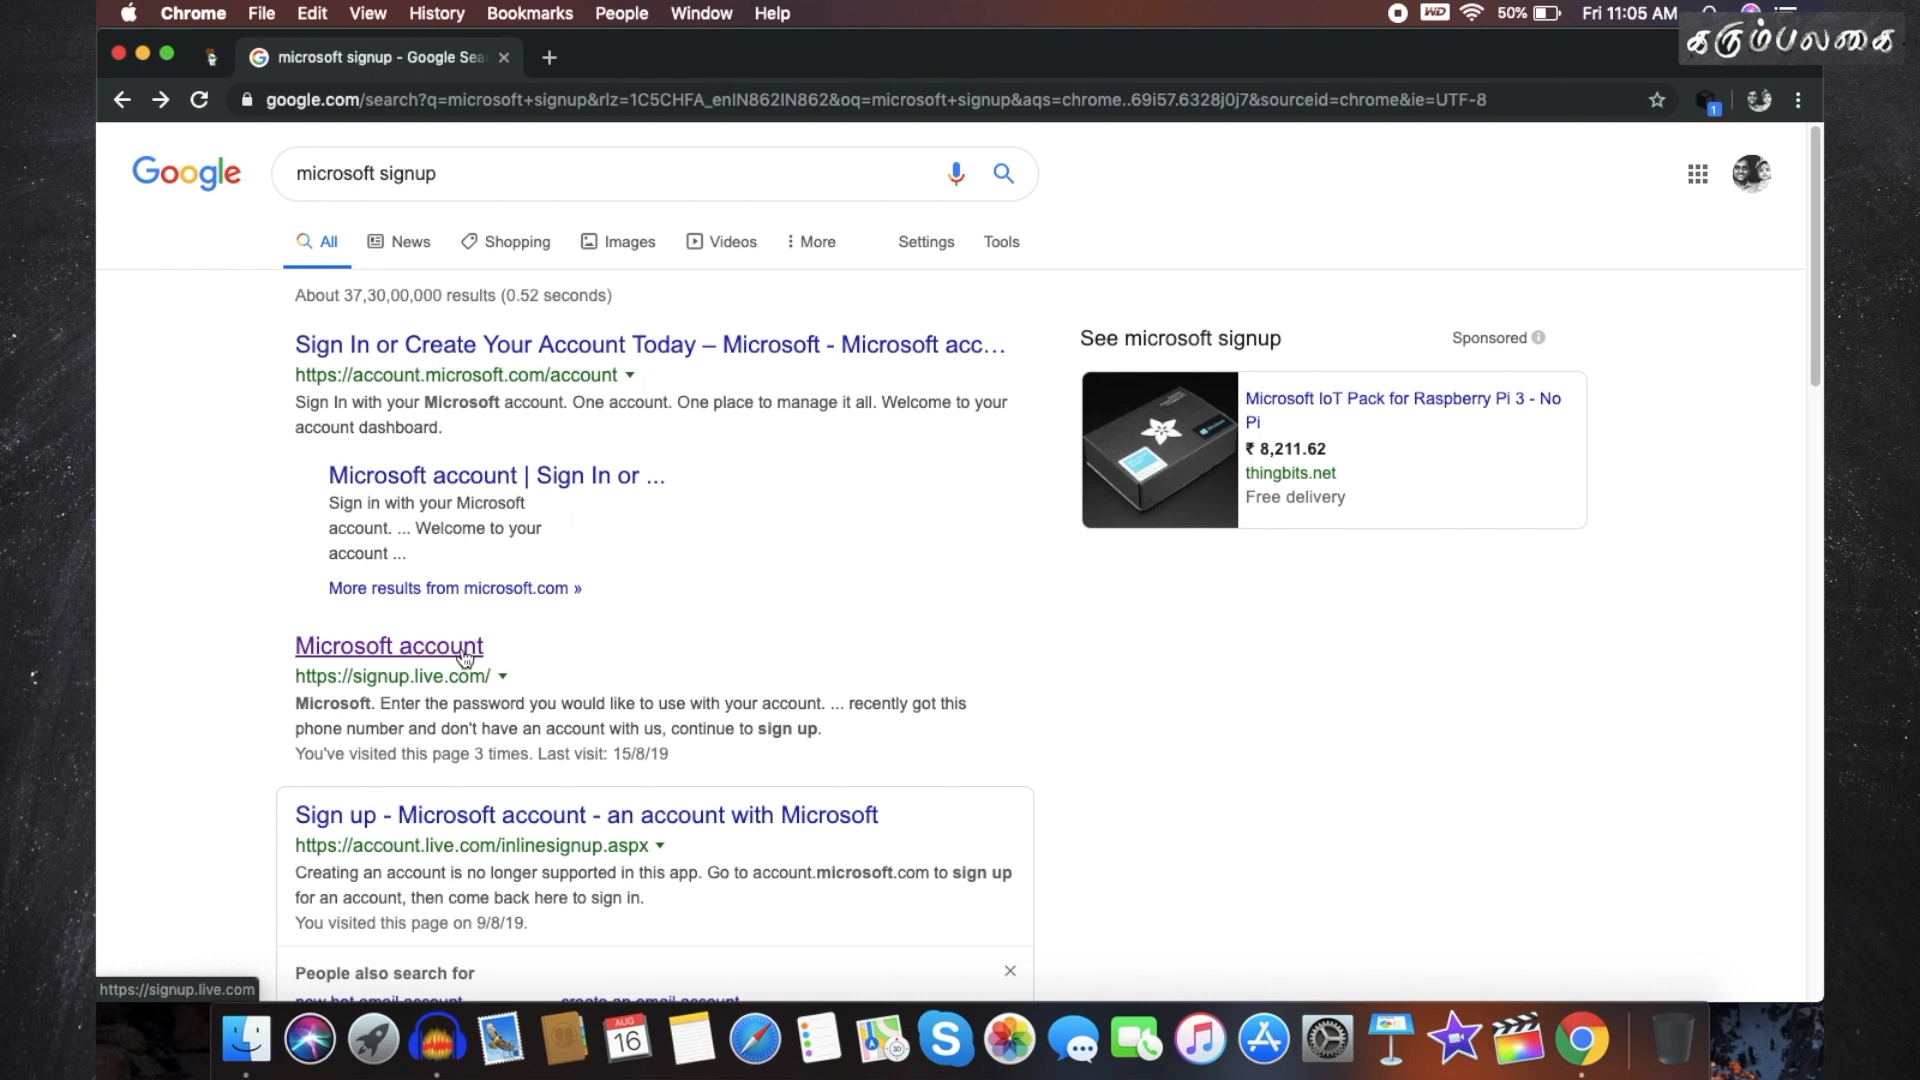 Chrome File Edit View History Bookmarks People Window Help
WD 50% Fri 11:05 AM
கரும்பலகை
microsoft signup - Google Sea
google.com/search?q=microsoft+signup&rlz=1C5CHFA_enIN862IN862&oq=microsoft+signup&aqs=chrome..69i57.6328j0j7&sourceid=chrome&ie=UTF-8
1
Google
microsoft signup
All News Shopping Images Videos More Settings Tools
About 37,30,00,000 results (0.52 seconds)
Sign In or Create Your Account Today – Microsoft - Microsoft acc...
https://account.microsoft.com/account
Sign In with your Microsoft account. One account. One place to manage it all. Welcome to your
account dashboard.
Microsoft account | Sign In or ...
Sign in with your Microsoft
account. ... Welcome to your
account ...
More results from microsoft.com »
See microsoft signup
Sponsored
Microsoft IoT Pack for Raspberry Pi 3 - No
Pi
₹ 8,211.62
thingbits.net
Free delivery
Microsoft account
https://signup.live.com/
Microsoft. Enter the password you would like to use with your account. ... recently got this
phone number and don't have an account with us, continue to sign up.
You've visited this page 3 times. Last visit: 15/8/19
Sign up - Microsoft account - an account with Microsoft
https://account.live.com/inlinesignup.aspx
Creating an account is no longer supported in this app. Go to account.microsoft.com to sign up
for an account, then come back here to sign in.
You visited this page on 9/8/19.
People also search for
new hot email account create an email account
https://signup.live.com
AUG
16
3D